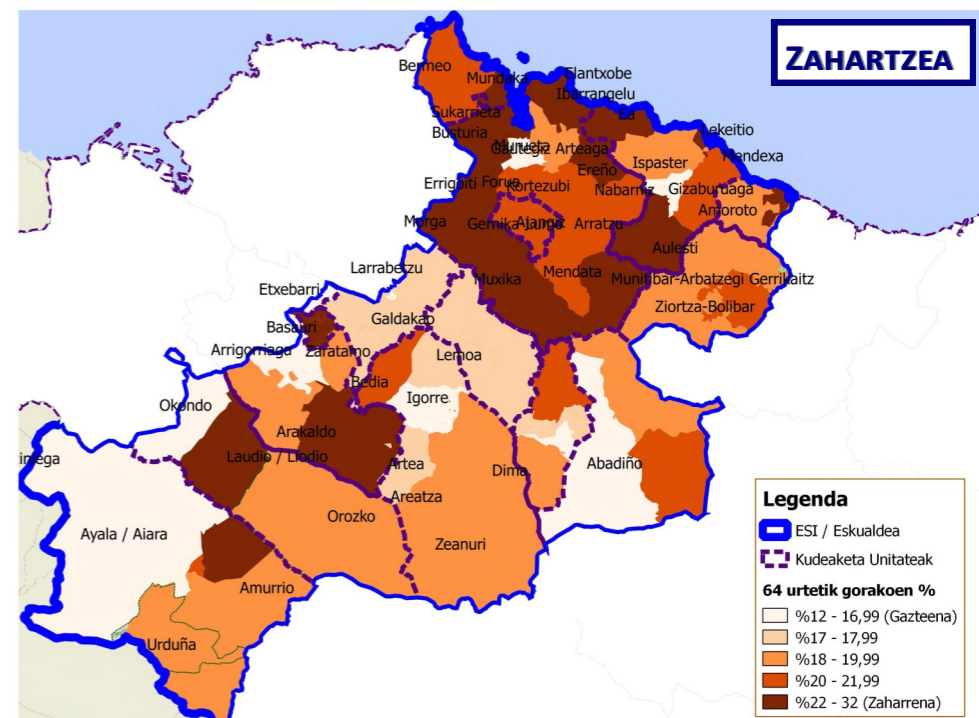 ZAHARTZEA
Bermeo
Mundaka
Elantxobe
Ibarrangelu
Ea
Sukarrieta
Busturia
Lekeitio
Murueta
Gautegiz Arteaga
Mendexa
Ereño
Ispaster
Errigoiti
Forua
Kortezubi
Nabarniz
Gizaburuaga
Amoroto
Morga
Gernika-Lumo
Ajangiz
Arratzu
Aulesti
Larrabetzu
Muxika
Mendata
Munitibar-Arbatzegi Gerrikaitz
Etxebarri
Galdakao
Ziortza-Bolibar
Basauri
Arrigorriaga
Zaratamo
Lemoa
Bedia
Okondo
Igorre
Arakaldo
Laudio / Llodio
Artea
Dima
Abadiño
Areatza
Orozko
Ayala / Aiara
Zeanuri
Amurrio
Urduña
Legenda
ESI / Eskualdea
Kudeaketa Unitateak
64 urtetik gorakoen %
%12 - 16,99 (Gazteena)
%17 - 17,99
%18 - 19,99
%20 - 21,99
%22 - 32 (Zaharrena)